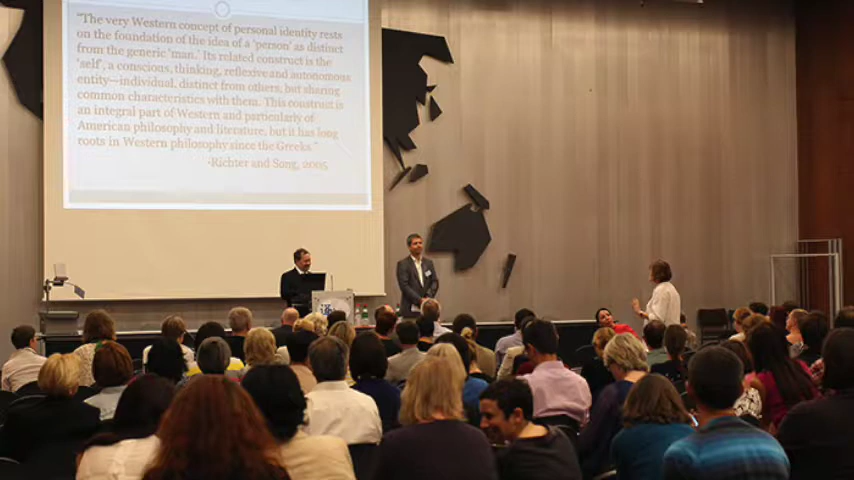 "The very Western concept of personal identity rests
on the foundation of the idea of a 'person' as distinct
from the generic 'man.' Its related construct is the
'self', a conscious, thinking, reflexive and autonomous
entity—individual, distinct from others, but sharing
common characteristics with them. This construct is
an integral part of Western and particularly of
American philosophy and literature, but it has long
roots in Western philosophy since the Greeks."
-Richter and Song, 2005